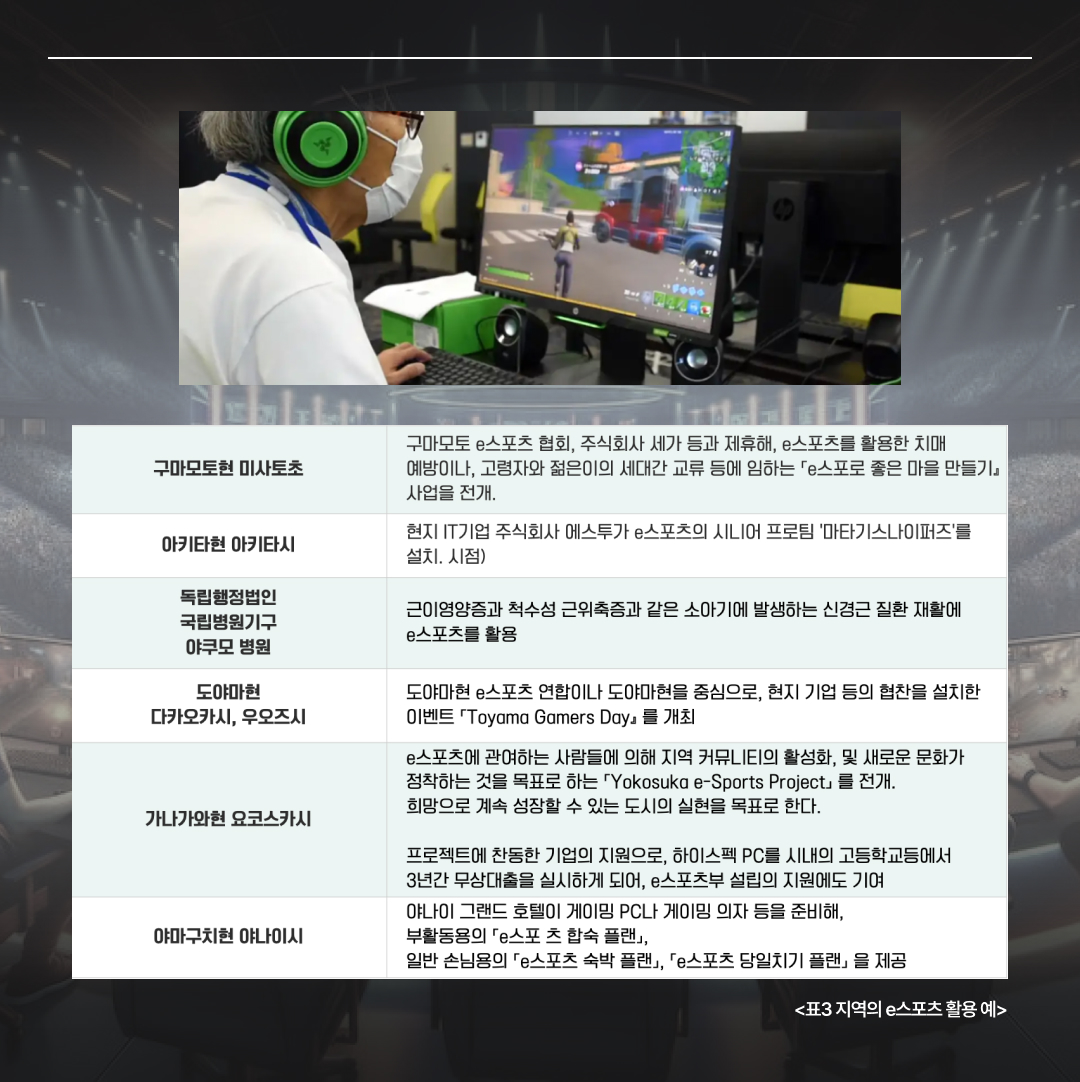 구마모토현 미사토초
구마모토 e스포츠 협회, 주식회사 세가 등과 제휴해, e스포츠를 활용한 치매
예방이나, 고령자와 젊은이의 세대간 교류 등에 임하는 「e스포로 좋은 마을 만들기」
사업을 전개.
아키타현 아키타시
현지 IT기업 주식회사 에스투가 e스포츠의 시니어 프로팀 '마타기스나이퍼즈'를
설치. 시점)
독립행정법인
국립병원기구
야쿠모 병원
근이영양증과 척수성 근위축증과 같은 소아기에 발생하는 신경근 질환 재활에
e스포츠를 활용
도야마현
다카오카시, 우오즈시
도야마현 e스포츠 연합이나 도야마현을 중심으로, 현지 기업 등의 협찬을 설치한
이벤트 「Toyama Gamers Day」 를 개최
가나가와현 요코스카시
e스포츠에 관여하는 사람들에 의해 지역 커뮤니티의 활성화, 및 새로운 문화가
정착하는 것을 목표로 하는 「Yokosuka e-Sports Project」 를 전개.
희망으로 계속 성장할 수 있는 도시의 실현을 목표로 한다.
프로젝트에 찬동한 기업의 지원으로, 하이스펙 PC를 시내의 고등학교등에서
3년간 무상대출을 실시하게 되어, e스포츠부 설립의 지원에도 기여
야마구치현 야나이시
야나이 그랜드 호텔이 게이밍 PC나 게이밍 의자 등을 준비해,
부활동용의 「e스포 츠 합숙 플랜」,
일반 손님용의 「e스포츠 숙박 플랜」, 「e스포츠 당일치기 플랜」 을 제공
<표3 지역의 e스포츠 활용 예>